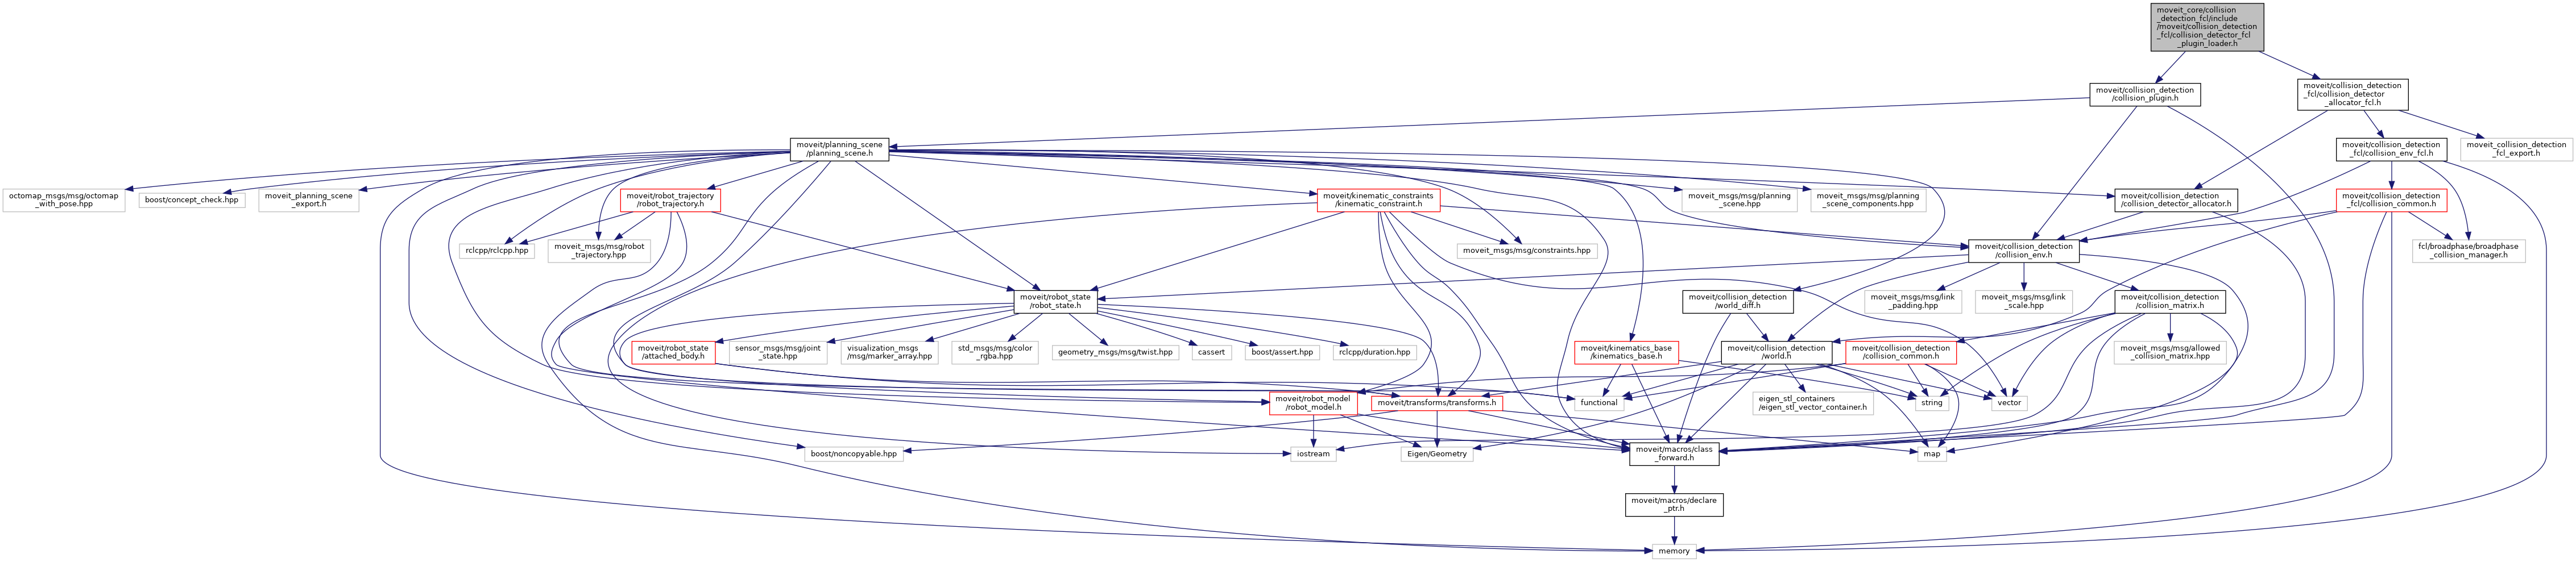 moveit_core/collision
_detection_fcl/include
/moveit/collision_detection
_fcl/collision_detector_fcl
_plugin_loader.h
moveit/collision_detection
/collision_plugin.h
moveit/collision_detection
_fcl/collision_detector
_allocator_fcl.h
moveit/planning_scene
/planning_scene.h
moveit/collision_detection
_fcl/collision_env_fcl.h
moveit_collision_detection
_fcl_export.h
octomap_msgs/msg/octomap
_with_pose.hpp
boost/concept_check.hpp
moveit_planning_scene
_export.h
moveit/robot_trajectory
/robot_trajectory.h
moveit/kinematic_constraints
/kinematic_constraint.h
moveit_msgs/msg/planning
_scene.hpp
moveit_msgs/msg/planning
_scene_components.hpp
moveit/collision_detection
/collision_detector_allocator.h
moveit/collision_detection
_fcl/collision_common.h
rclcpp/rclcpp.hpp
moveit_msgs/msg/robot
_trajectory.hpp
moveit_msgs/msg/constraints.hpp
moveit/collision_detection
/collision_env.h
fcl/broadphase/broadphase
_collision_manager.h
moveit/robot_state
/robot_state.h
moveit/collision_detection
/world_diff.h
moveit_msgs/msg/link
_padding.hpp
moveit_msgs/msg/link
_scale.hpp
moveit/collision_detection
/collision_matrix.h
moveit/robot_state
/attached_body.h
sensor_msgs/msg/joint
_state.hpp
visualization_msgs
/msg/marker_array.hpp
std_msgs/msg/color
_rgba.hpp
geometry_msgs/msg/twist.hpp
cassert
boost/assert.hpp
rclcpp/duration.hpp
moveit/kinematics_base
/kinematics_base.h
moveit/collision_detection
/world.h
moveit/collision_detection
/collision_common.h
moveit_msgs/msg/allowed
_collision_matrix.hpp
moveit/robot_model
/robot_model.h
moveit/transforms/transforms.h
functional
eigen_stl_containers
/eigen_stl_vector_container.h
string
vector
boost/noncopyable.hpp
iostream
Eigen/Geometry
moveit/macros/class
_forward.h
map
moveit/macros/declare
_ptr.h
memory